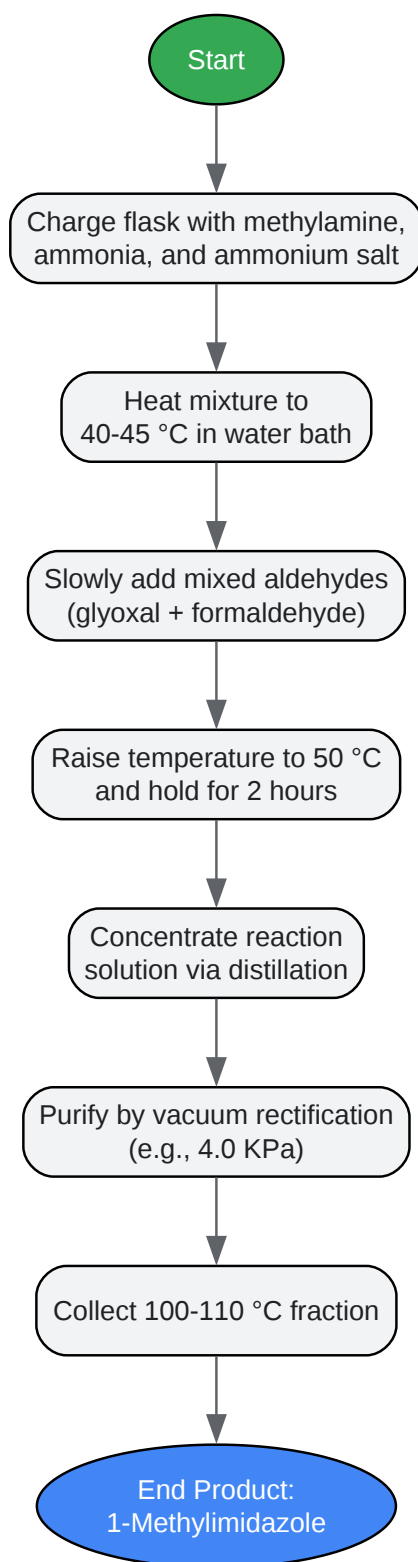 Start
Charge flask with methylamine,
ammonia, and ammonium salt
Heat mixture to
40-45 °C in water bath
Slowly add mixed aldehydes
(glyoxal + formaldehyde)
Raise temperature to 50 °C
and hold for 2 hours
Concentrate reaction
solution via distillation
Purify by vacuum rectification
(e.g., 4.0 KPa)
Collect 100-110 °C fraction
End Product:
1-Methylimidazole